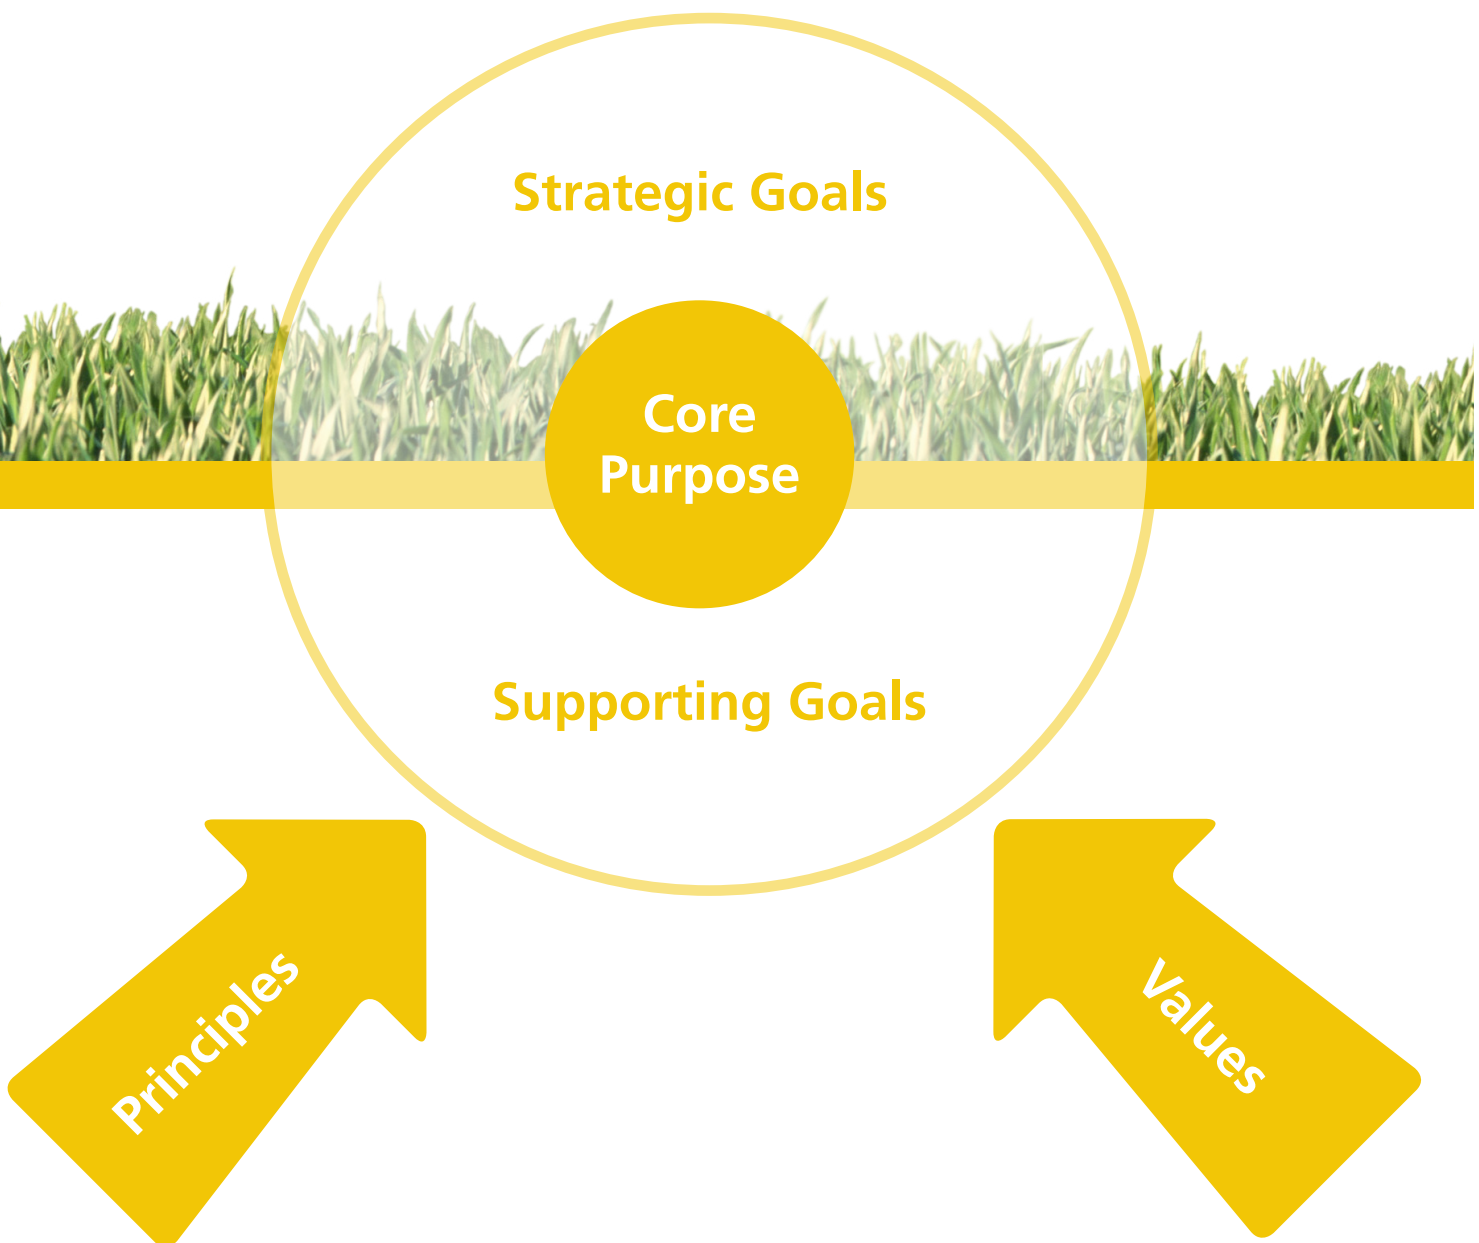 Strategic Goals
Core
Purpose
Supporting Goals
Principles
Values